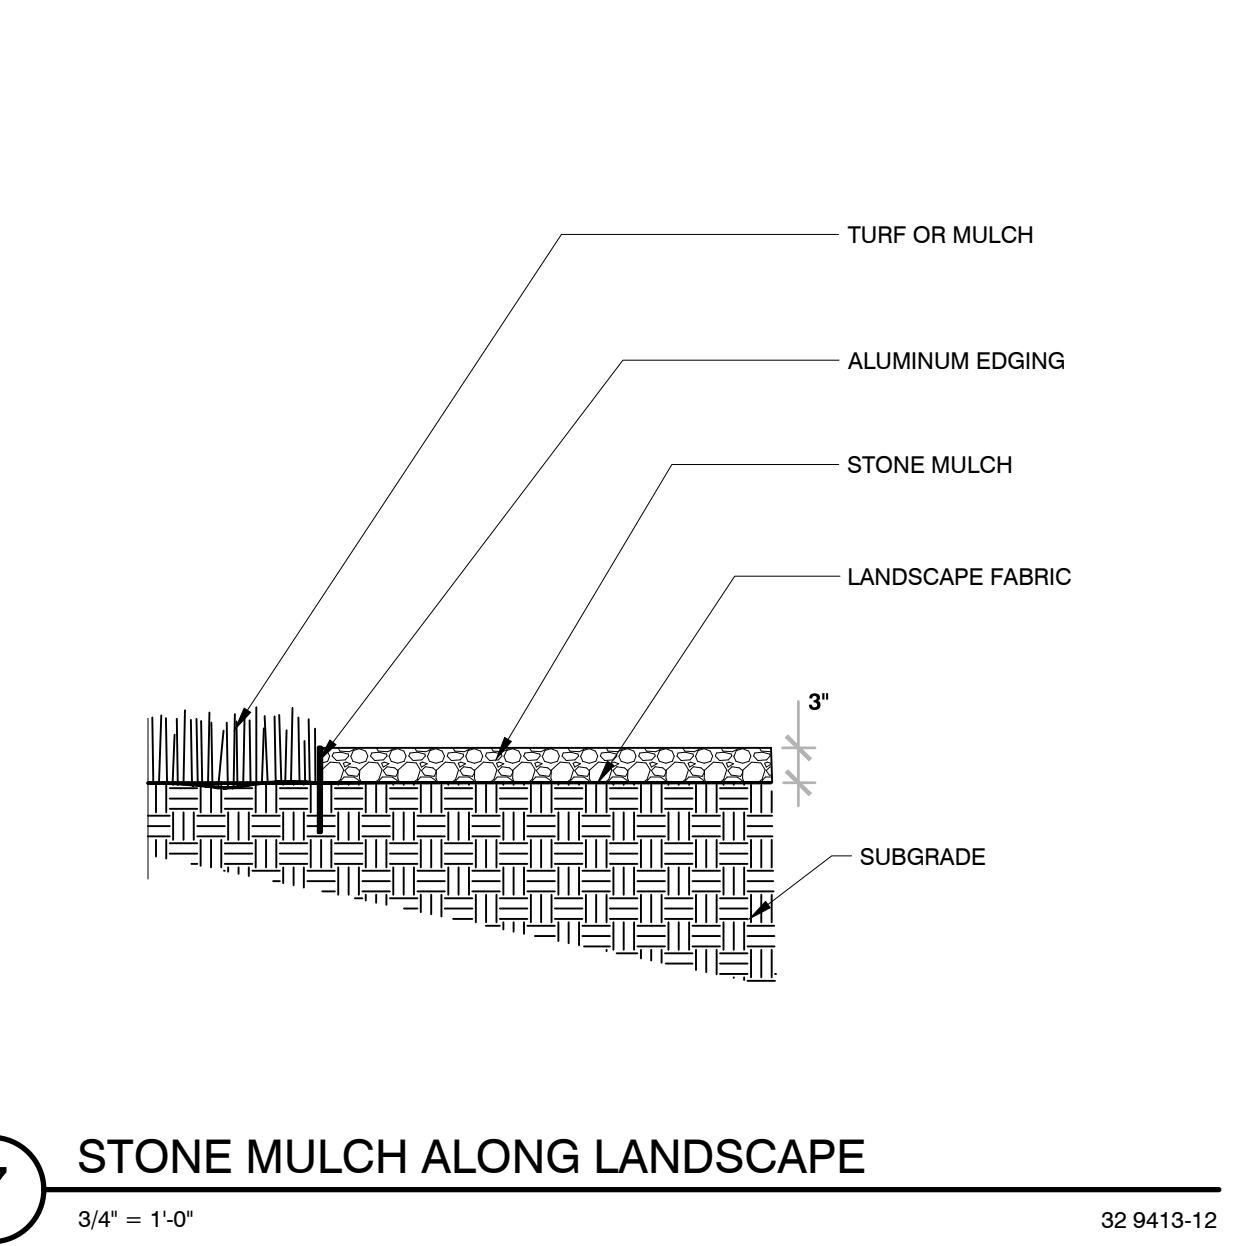 TURF OR MULCH
ALUMINUM EDGING
STONE MULCH
LANDSCAPE FABRIC
3"
SUBGRADE
STONE MULCH ALONG LANDSCAPE
3/4" = 1'-0"
32 9413-12